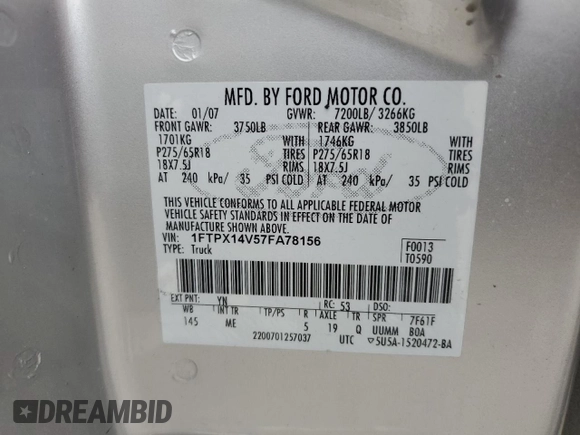 MFD. BY FORD MOTOR CO.
DATE: 01/07 GVWR: 7200LB/ 3266KG
FRONT GAWR: 3750LB REAR GAWR: 3850LB
1701KG WITH 1746KG WITH
P275/65R18 TIRES P275/65R18 TIRES
18X7.5J RIMS 18X7.5J RIMS
AT 240 kPa/ 35 PSI COLD AT 240 kPa/ 35 PSI COLD
THIS VEHICLE CONFORMS TO ALL APPLICABLE FEDERAL MOTOR
VEHICLE SAFETY STANDARDS IN EFFECT ON THE DATE OF
MANUFACTURE SHOWN ABOVE.
VIN: 1FTPX14V57FA78156 F0013
TYPE: Truck T0590
EXT PNT: YN RC: 53 DSO:
WB INT TR TP/PS R AXLE TR SPR 7F61F
145 ME 5 19 Q UUMM BOA
2200701257037 UTC ▽5U5A-1520472-BA
DREAMBID